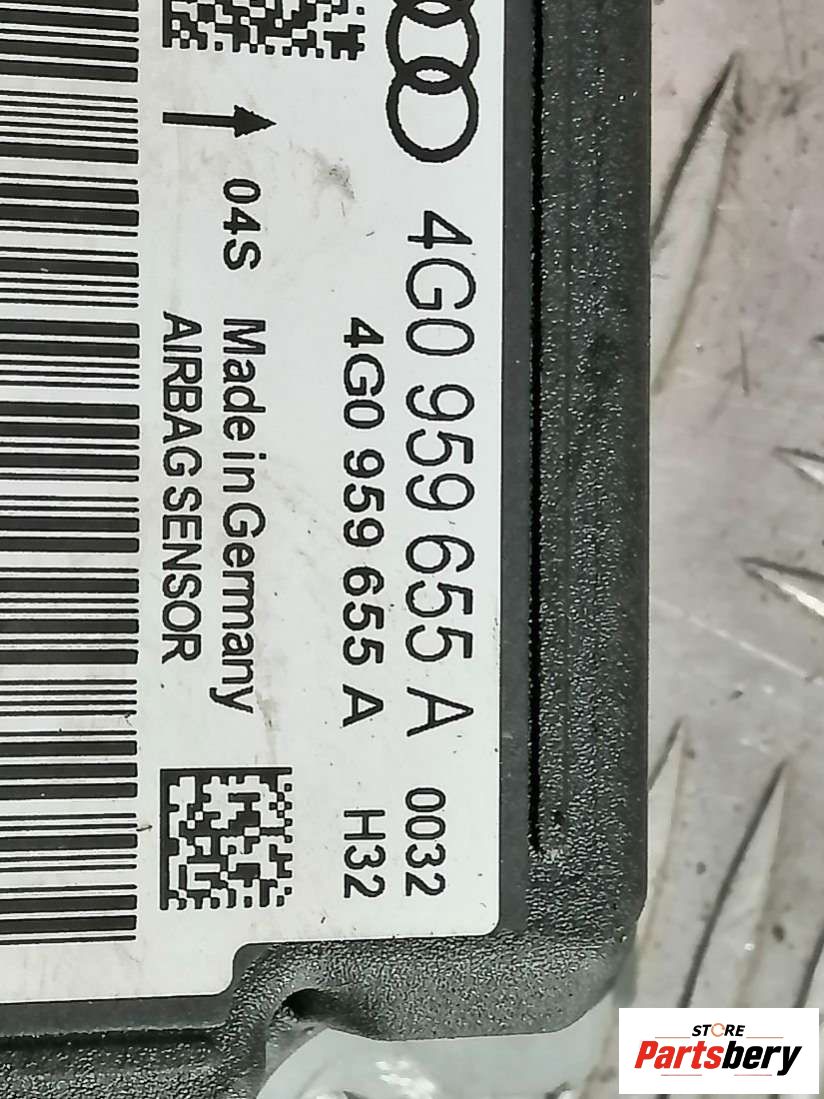 4G0 959 655 A 0032
4G0 959 655 A H32
04S Made in Germany
AIRBAG SENSOR
STORE
Partsbery